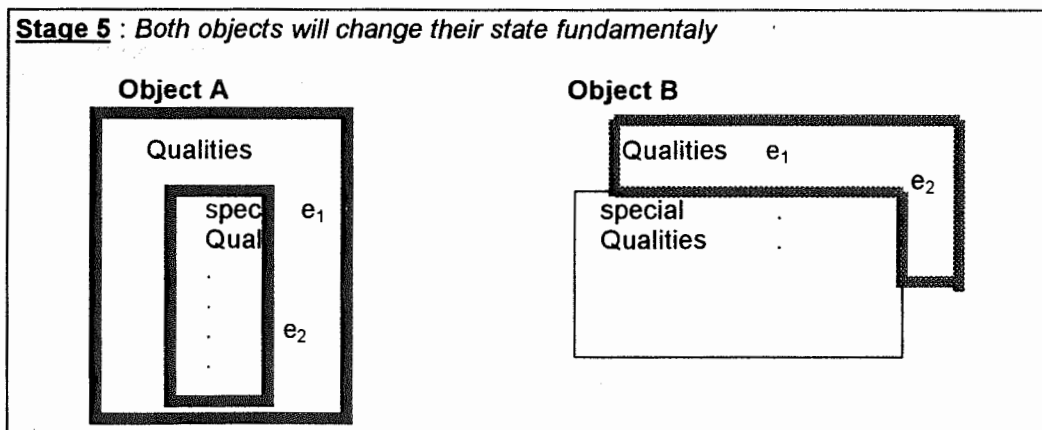 Stage 5 : Both objects will change their state fundamentaly
Object A
Qualities
spec e₁
Qual
.
.
. e₂
.
Object B
Qualities e₁
e₂
special .
Qualities .